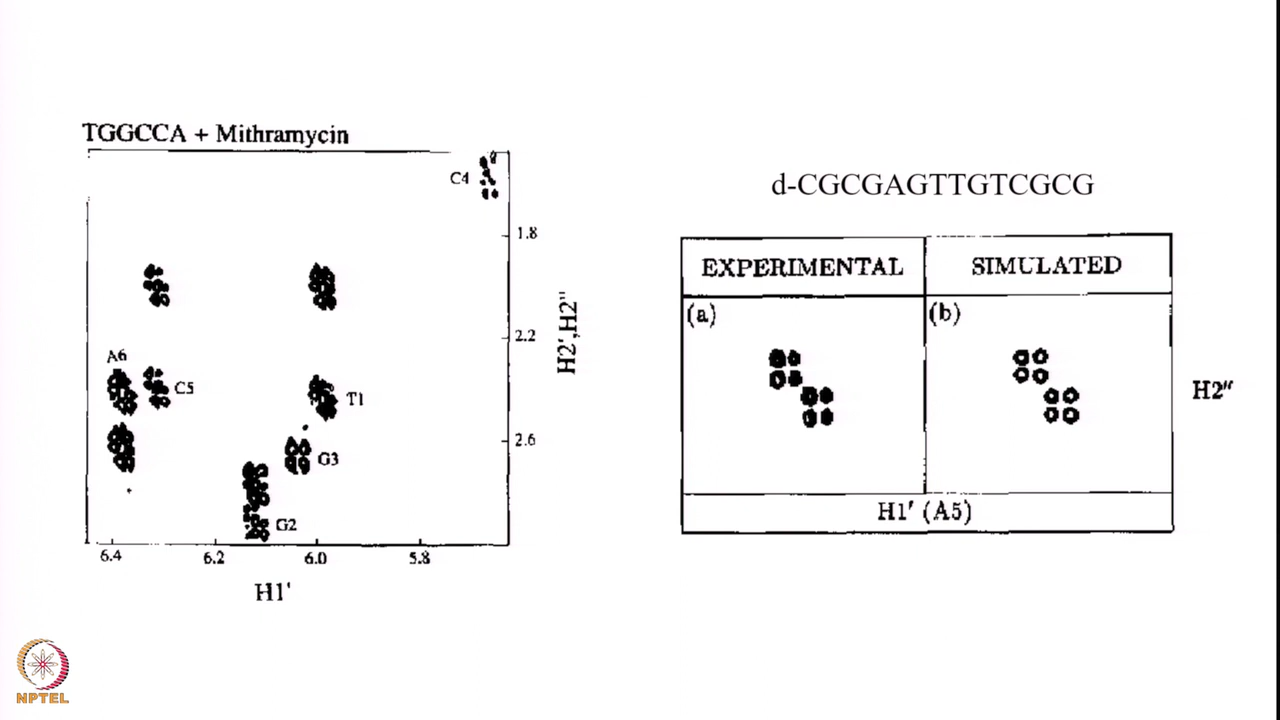 TGGCCA + Mithramycin
C4
1.8
A6
C5
2.2
T1
G3
2.6
G2
6.4 6.2 6.0 5.8
H1'
H2',H2"
d-CGCGAGTTGTCGCG
EXPERIMENTAL SIMULATED
(a) (b)
H2"
H1' (A5)
NPTEL